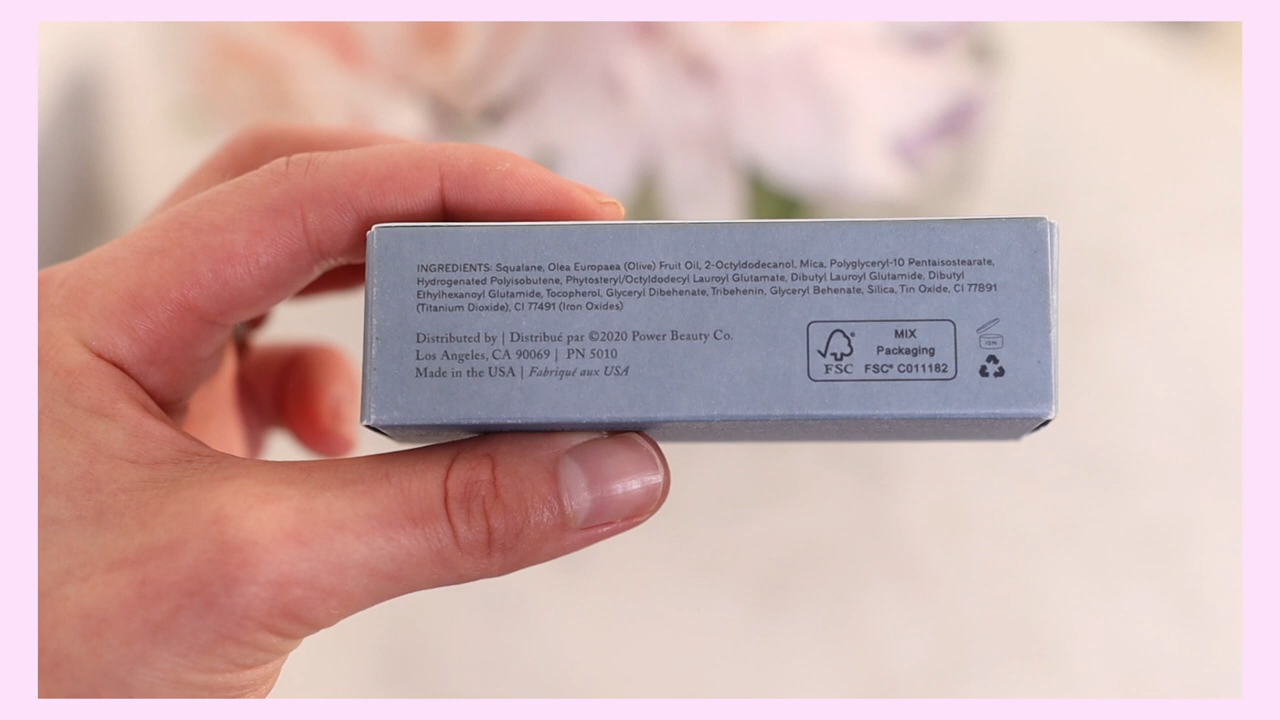 INGREDIENTS: Squalane, Olea Europaea (Olive) Fruit Oil, 2-Octyldodecanol, Mica, Polyglyceryl-10 Pentaisostearate,
Hydrogenated Polyisobutene, Phytosteryl/Octyldodecyl Lauroyl Glutamate, Dibutyl Lauroyl Glutamide, Dibutyl
Ethylhexanoyl Glutamide, Tocopherol, Glyceryl Dibehenate, Tribehenin, Glyceryl Behenate, Silica, Tin Oxide, CI 77891
(Titanium Dioxide), CI 77491 (Iron Oxides)
Distributed by | Distribué par ©2020 Power Beauty Co.
Los Angeles, CA 90069 | PN 5010
Made in the USA | Fabriqué aux USA
MIX
Packaging
FSC FSC® C011182